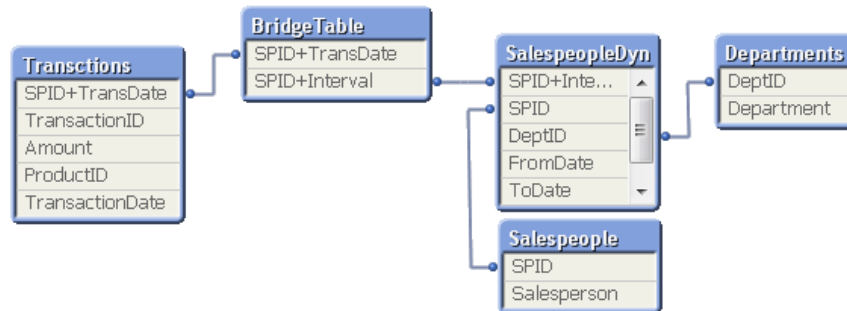 Transctions
SPID+TransDate
TransactionID
Amount
ProductID
TransactionDate
BridgeTable
SPID+TransDate
SPID+Interval
SalespeopleDyn
SPID+Inte...
SPID
DeptID
FromDate
ToDate
Departments
DeptID
Department
Salespeople
SPID
Salesperson